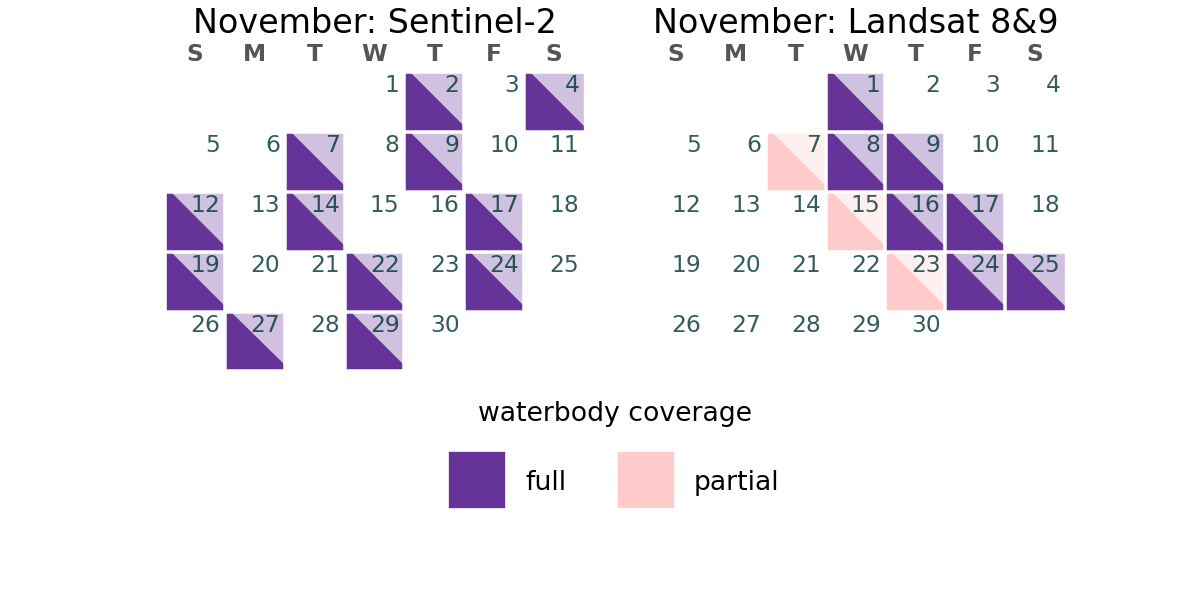 November: Sentinel-2
S M T W T F S
1 2 3 4
5 6 7 8 9 10 11
12 13 14 15 16 17 18
19 20 21 22 23 24 25
26 27 28 29 30
November: Landsat 8&9
S M T W T F S
1 2 3 4
5 6 7 8 9 10 11
12 13 14 15 16 17 18
19 20 21 22 23 24 25
26 27 28 29 30
waterbody coverage
full
partial